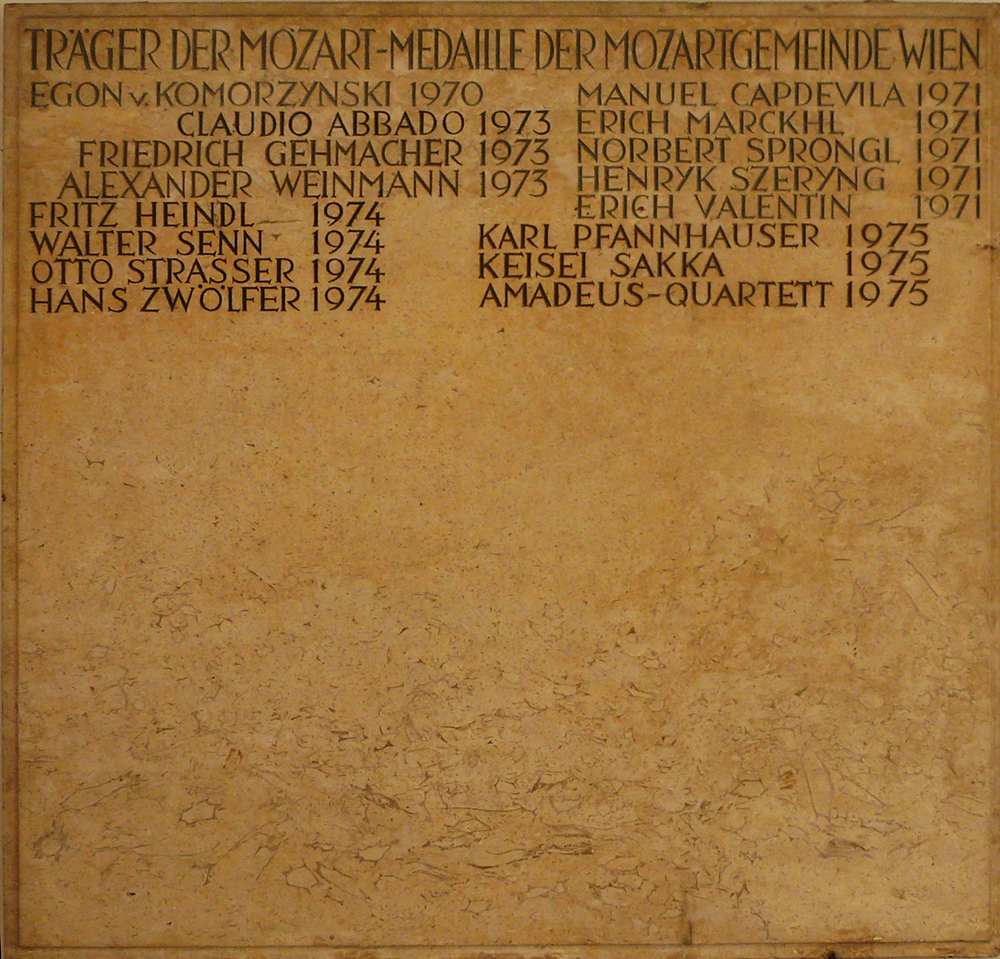 TRÄGER DER MOZART-MEDAILLE DER MOZARTGEMEINDE WIEN
EGON v. KOMORZYNSKI 1970
MANUEL CAPDEVILA 1971
ERICH MARCKHL 1971
NORBERT SPRONGL 1971
HENRYK SZERYNG 1971
ERICH VALENTIN 1971
CLAUDIO ABBADO 1973
FRIEDRICH GEHMACHER 1973
ALEXANDER WEINMANN 1973
FRITZ HEINDL 1974
WALTER SENN 1974
OTTO STRASSER 1974
HANS ZWÖLFER 1974
KARL PFANNHAUSER 1975
KEISEI SAKKA 1975
AMADEUS-QUARTETT 1975